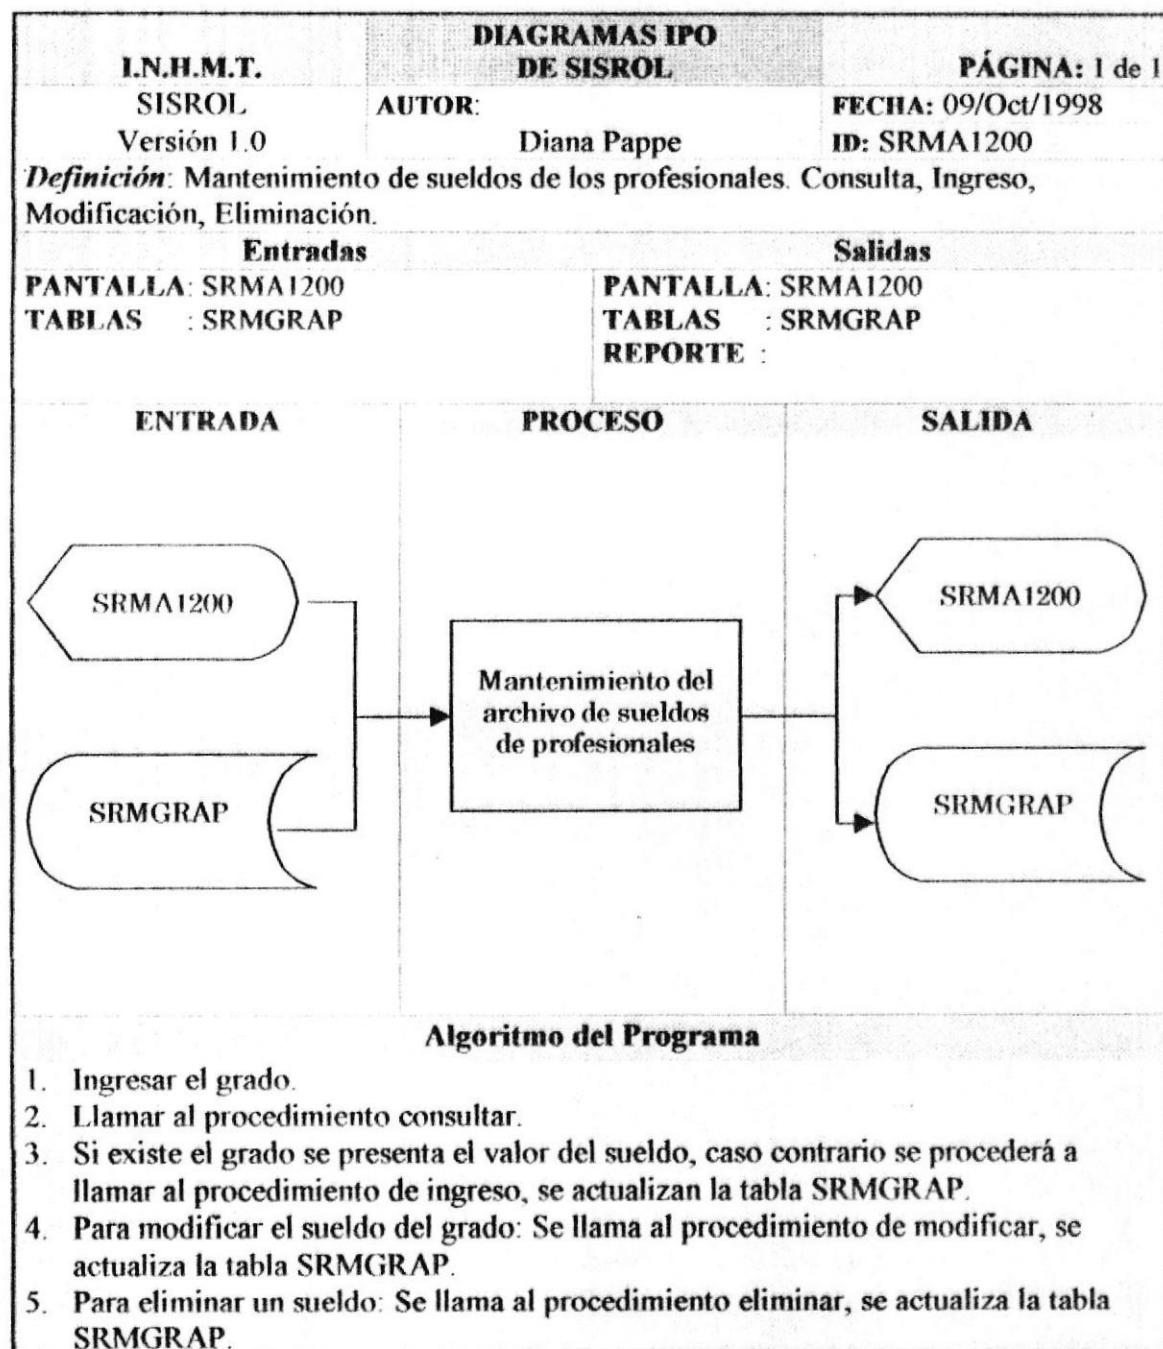 DIAGRAMAS IPO
I.N.H.M.T. DE SISROL PÁGINA: 1 de 1
SISROL AUTOR: FECHA: 09/Oct/1998
Versión 1.0 Diana Pappe ID: SRMA1200
Definición: Mantenimiento de sueldos de los profesionales. Consulta, Ingreso,
Modificación, Eliminación.
Entradas Salidas
PANTALLA: SRMA1200 PANTALLA: SRMA1200
TABLAS : SRMGRAP TABLAS : SRMGRAP
REPORTE :
ENTRADA PROCESO SALIDA
SRMA1200 SRMA1200
Mantenimiento del
archivo de sueldos
de profesionales
SRMGRAP SRMGRAP
Algoritmo del Programa
1. Ingresar el grado.
2. Llamar al procedimiento consultar.
3. Si existe el grado se presenta el valor del sueldo, caso contrario se procederá a
llamar al procedimiento de ingreso, se actualizan la tabla SRMGRAP.
4. Para modificar el sueldo del grado: Se llama al procedimiento de modificar, se
actualiza la tabla SRMGRAP.
5. Para eliminar un sueldo: Se llama al procedimiento eliminar, se actualiza la tabla
SRMGRAP.